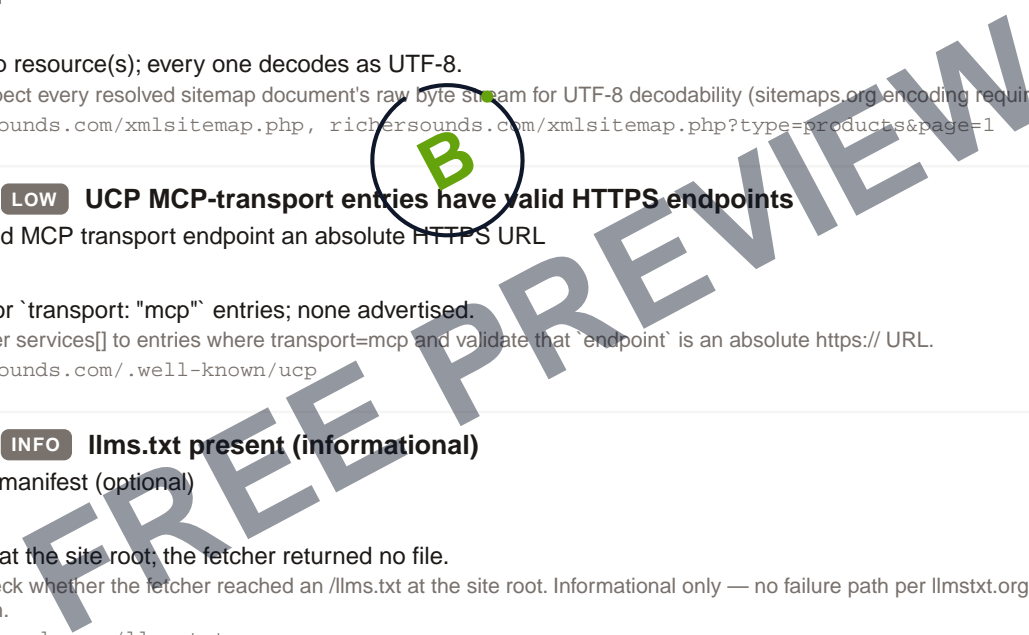 resource(s); every one decodes as UTF-8.
every resolved sitemap document's raw byte stream for UTF-8 decodability (sitemaps.org encoding
ounds.com/xmlsitemap.php, richersounds.com/xmlsitemap.php?type=products&page=1
B
LOW UCP MCP-transport entries have valid HTTPS endpoints
MCP transport endpoint an absolute HTTPS URL
`transport: "mcp"` entries; none advertised.
services[] to entries where transport=mcp and validate that `endpoint` is an absolute https:// URL.
ounds.com/.well-known/ucp
INFO llms.txt present (informational)
manifest (optional)
at the site root; the fetcher returned no file.
whether the fetcher reached an /llms.txt at the site root. Informational only — no failure path per llmstxt.org
FREE PREVIEW